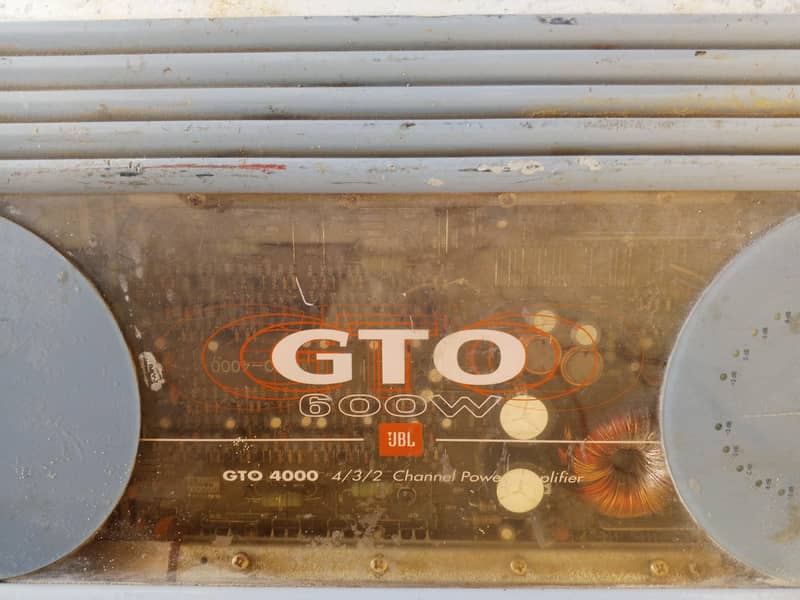 GTO
600W
JBL
GTO 4000 4/3/2 Channel Power Amplifier